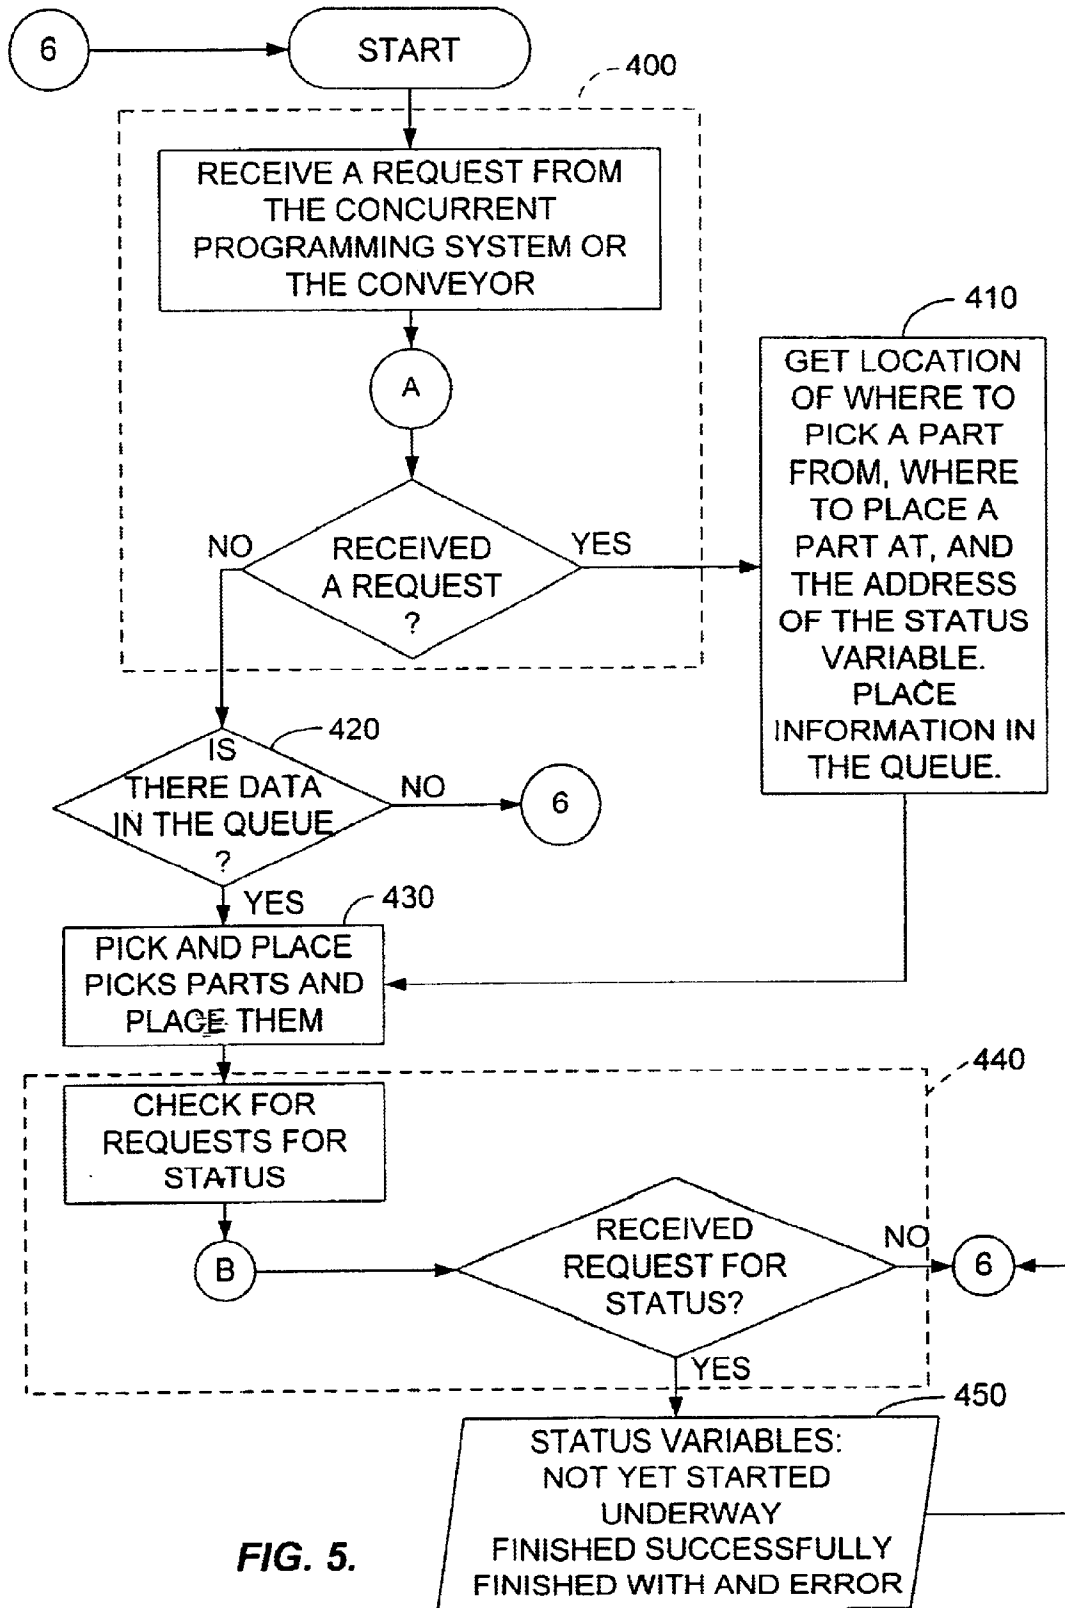 6
START
400
RECEIVE A REQUEST FROM
THE CONCURRENT
PROGRAMMING SYSTEM OR
THE CONVEYOR
A
RECEIVED
A REQUEST
?
NO
YES
410
GET LOCATION
OF WHERE TO
PICK A PART
FROM, WHERE
TO PLACE A
PART AT, AND
THE ADDRESS
OF THE STATUS
VARIABLE.
PLACE
INFORMATION IN
THE QUEUE.
420
IS
THERE DATA
IN THE QUEUE
?
NO
6
YES
430
PICK AND PLACE
PICKS PARTS AND
PLACE THEM
440
CHECK FOR
REQUESTS FOR
STATUS
B
RECEIVED
REQUEST FOR
STATUS?
NO
6
YES
450
STATUS VARIABLES:
NOT YET STARTED
UNDERWAY
FINISHED SUCCESSFULLY
FINISHED WITH AND ERROR
FIG. 5.